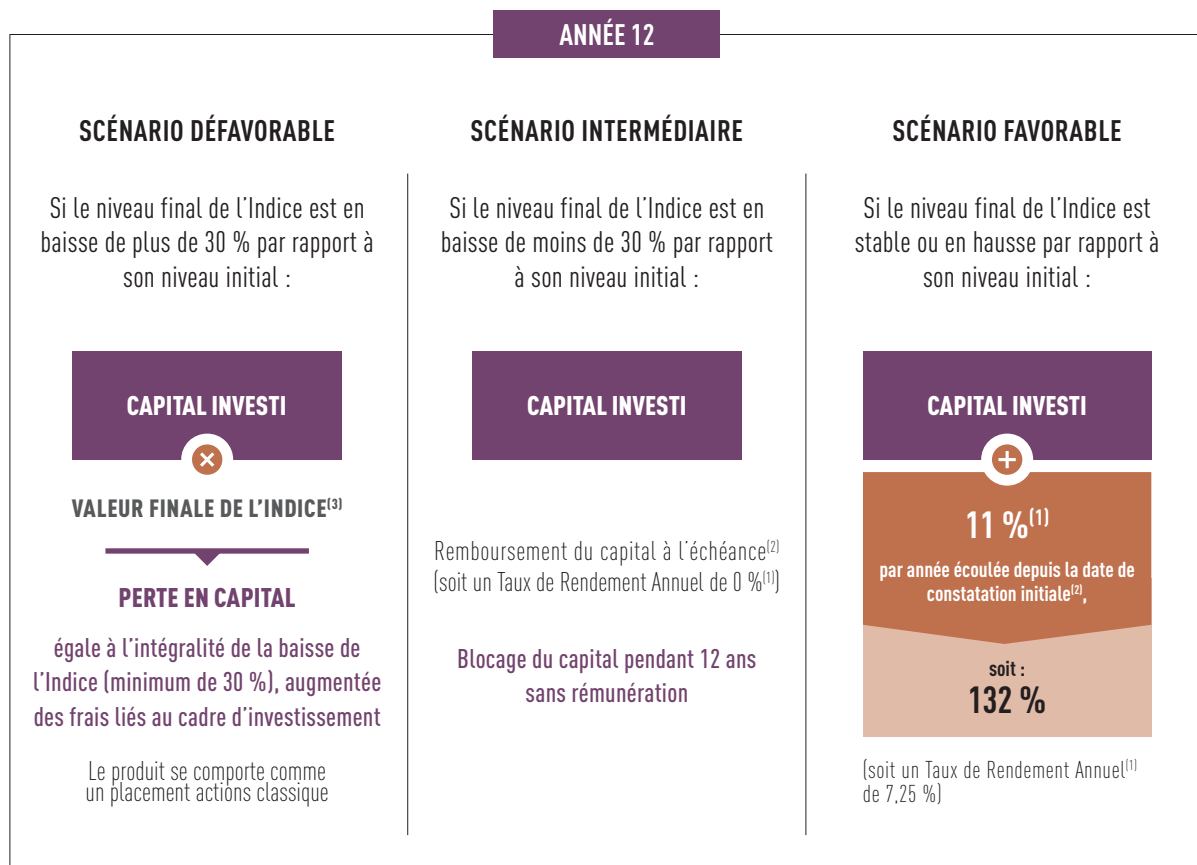 ANNÉE 12
SCÉNARIO DÉFAVORABLE
Si le niveau final de l’Indice est en
baisse de plus de 30 % par rapport à
son niveau initial :
CAPITAL INVESTI
×
VALEUR FINALE DE L’INDICE(3)
PERTE EN CAPITAL
égale à l’intégralité de la baisse de
l’Indice (minimum de 30 %), augmentée
des frais liés au cadre d’investissement
Le produit se comporte comme
un placement actions classique
SCÉNARIO INTERMÉDIAIRE
Si le niveau final de l’Indice est en
baisse de moins de 30 % par rapport
à son niveau initial :
CAPITAL INVESTI
Remboursement du capital à l’échéance(2)
(soit un Taux de Rendement Annuel de 0 %(1))
Blocage du capital pendant 12 ans
sans rémunération
SCÉNARIO FAVORABLE
Si le niveau final de l’Indice est
stable ou en hausse par rapport à
son niveau initial :
CAPITAL INVESTI
+
11 %(1)
par année écoulée depuis la date de
constatation initiale(2),
soit :
132 %
(soit un Taux de Rendement Annuel(1)
de 7,25 %)